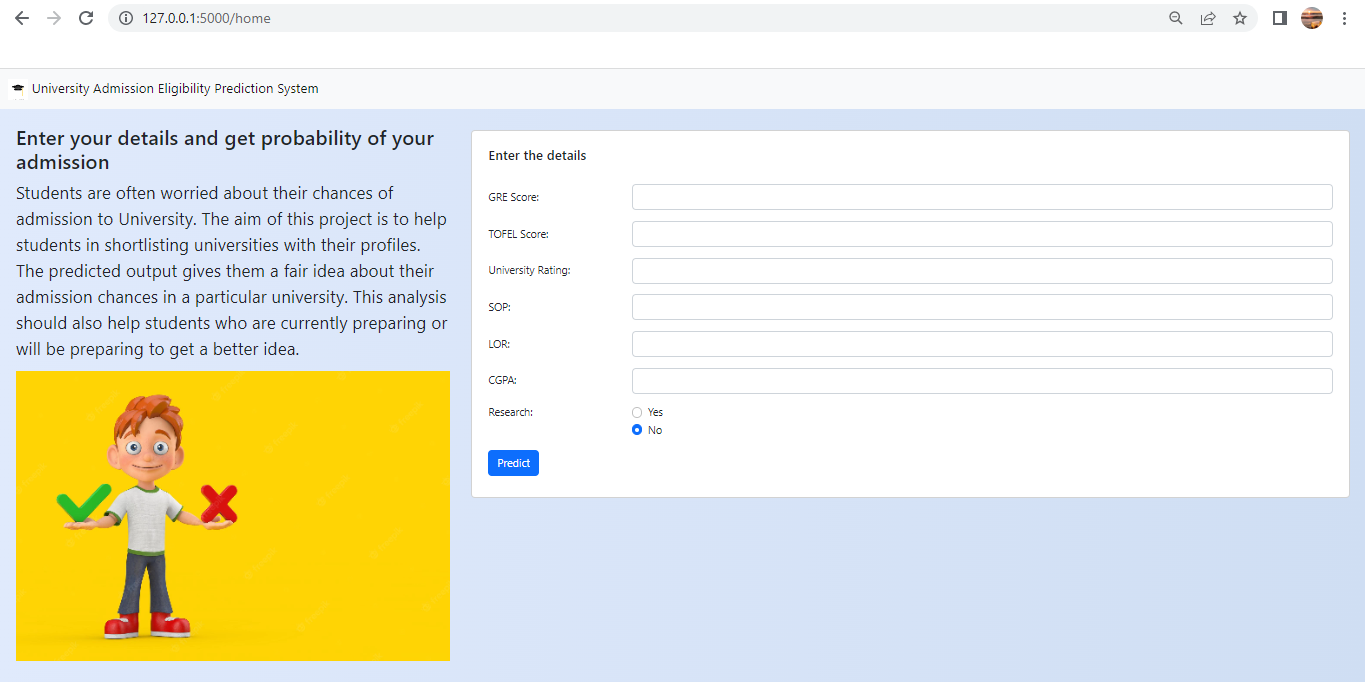 127.0.0.1:5000/home
University Admission Eligibility Prediction System
Enter your details and get probability of your
admission
Students are often worried about their chances of
admission to University. The aim of this project is to help
students in shortlisting universities with their profiles.
The predicted output gives them a fair idea about their
admission chances in a particular university. This analysis
should also help students who are currently preparing or
will be preparing to get a better idea.
Enter the details
GRE Score:
TOFEL Score:
University Rating:
SOP:
LOR:
CGPA:
Research:
Yes
No
Predict